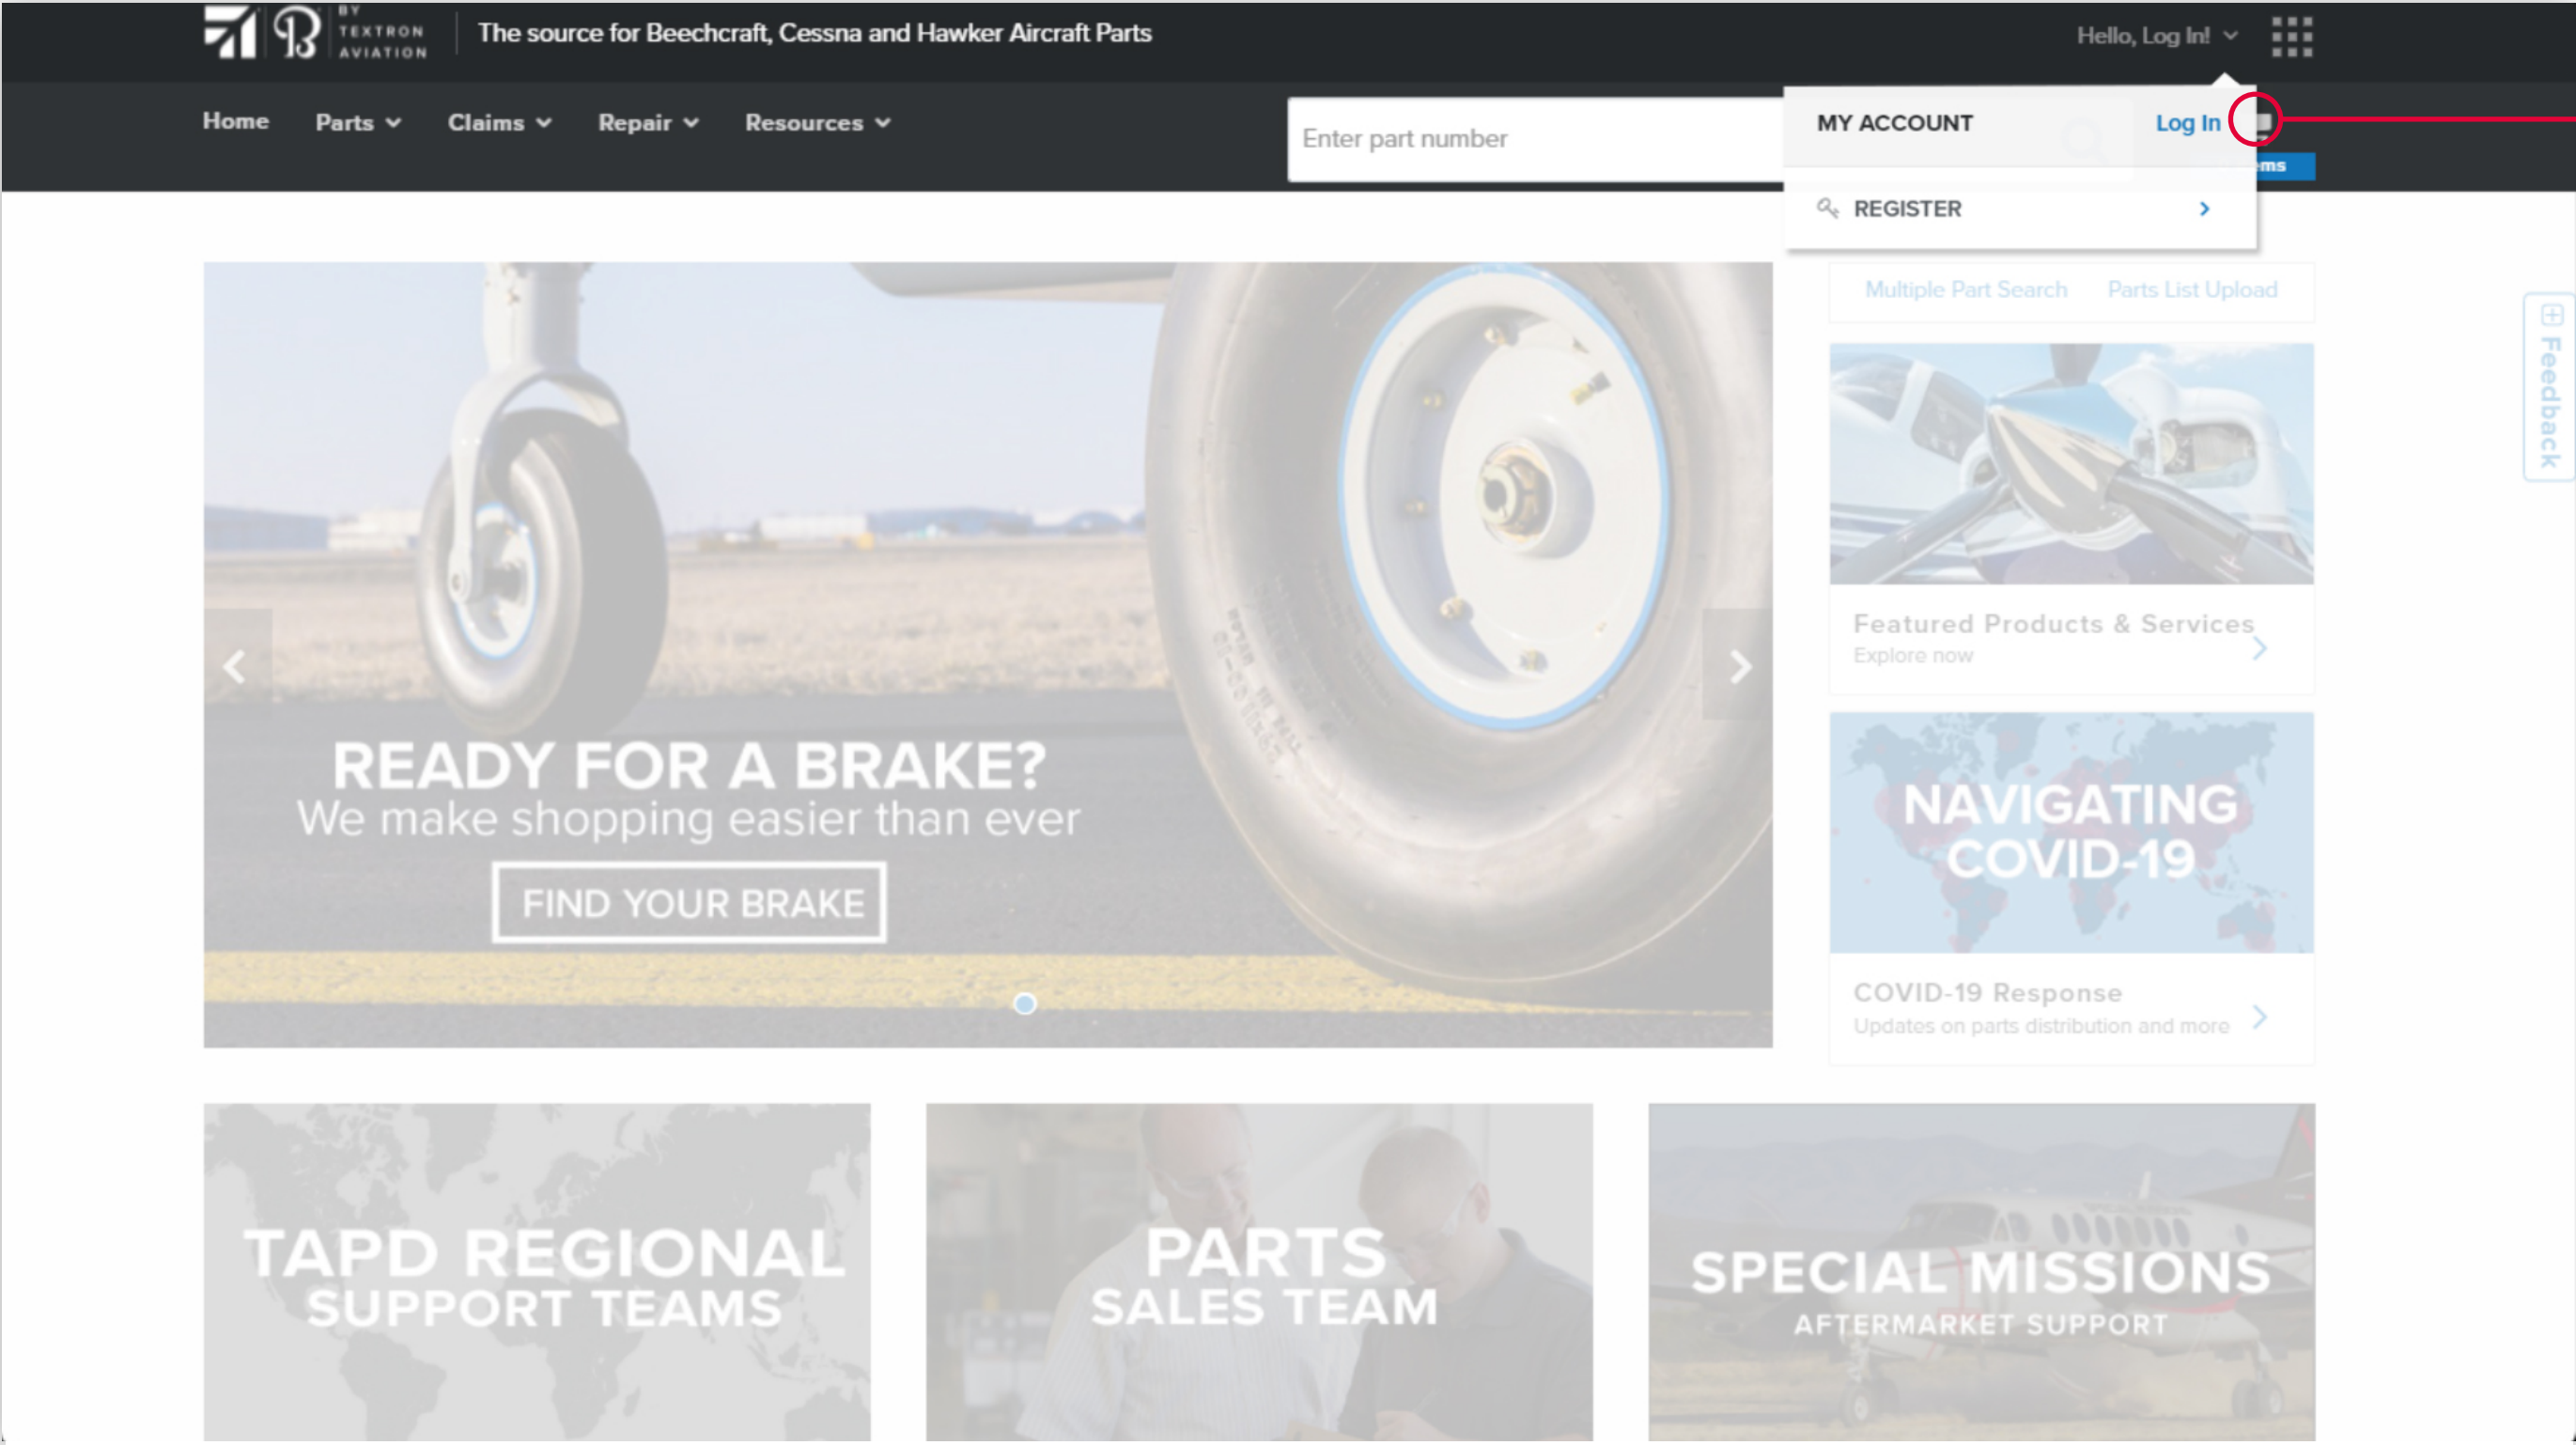 BY
TEXTRON
AVIATION
The source for Beechcraft, Cessna and Hawker Aircraft Parts
Hello, Log In!
Home
Parts
Claims
Repair
Resources
Enter part number
MY ACCOUNT
Log In
ems
REGISTER
Multiple Part Search
Parts List Upload
Feedback
READY FOR A BRAKE?
We make shopping easier than ever
FIND YOUR BRAKE
Featured Products & Services
Explore now
NAVIGATING
COVID-19
COVID-19 Response
Updates on parts distribution and more
TAPD REGIONAL
SUPPORT TEAMS
PARTS
SALES TEAM
SPECIAL MISSIONS
AFTERMARKET SUPPORT